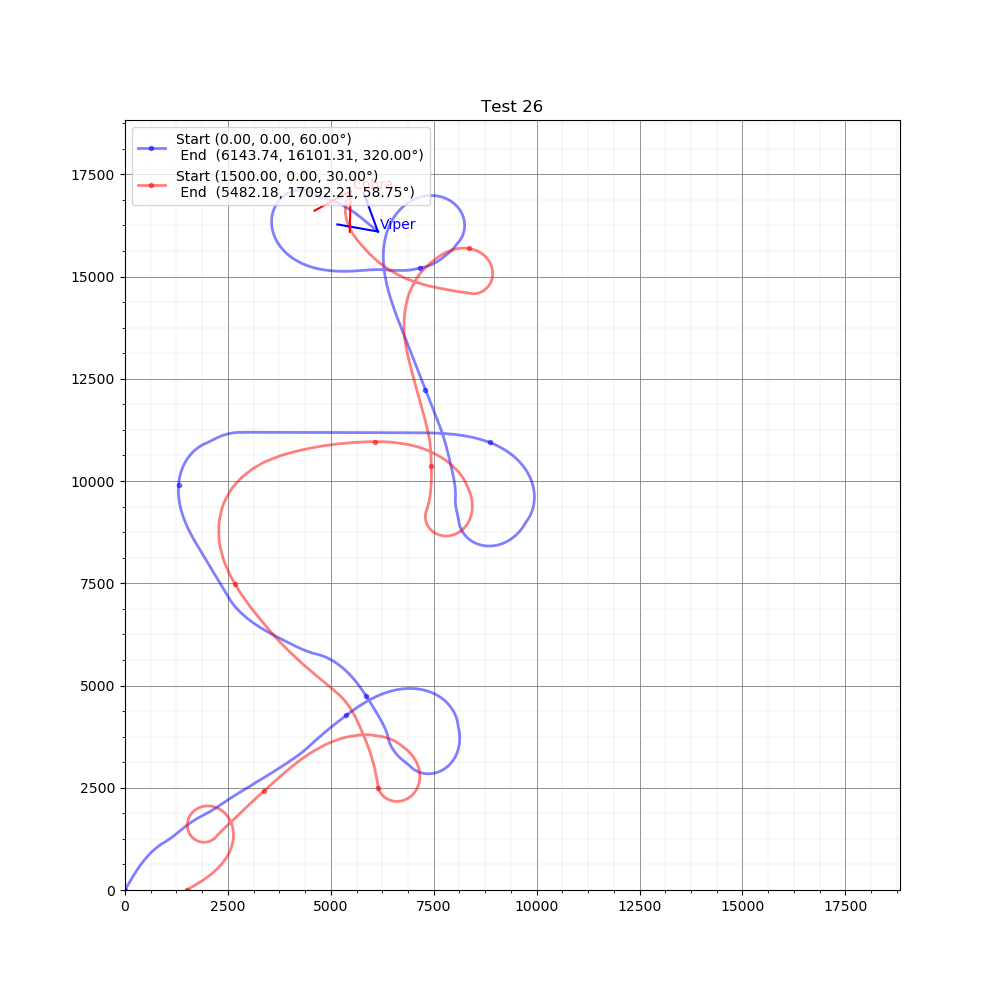 Test 26
Start (0.00, 0.00, 60.00°)
End (6143.74, 16101.31, 320.00°)
Start (1500.00, 0.00, 30.00°)
End (5482.18, 17092.21, 58.75°)
Cobra
Viper
17500
15000
12500
10000
7500
5000
2500
0
0 2500 5000 7500 10000 12500 15000 17500